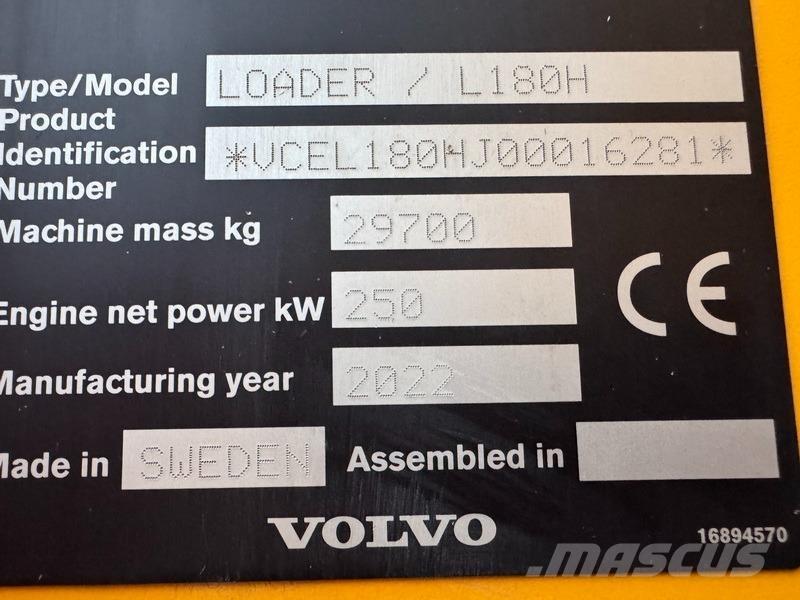 Type/Model LOADER / L180H
Product
Identification *VCEL180HJ00016281*
Number
Machine mass kg 29700
Engine net power kW 250
Manufacturing year 2022
Made in SWEDEN Assembled in
CE
VOLVO
16894570
MASCUS